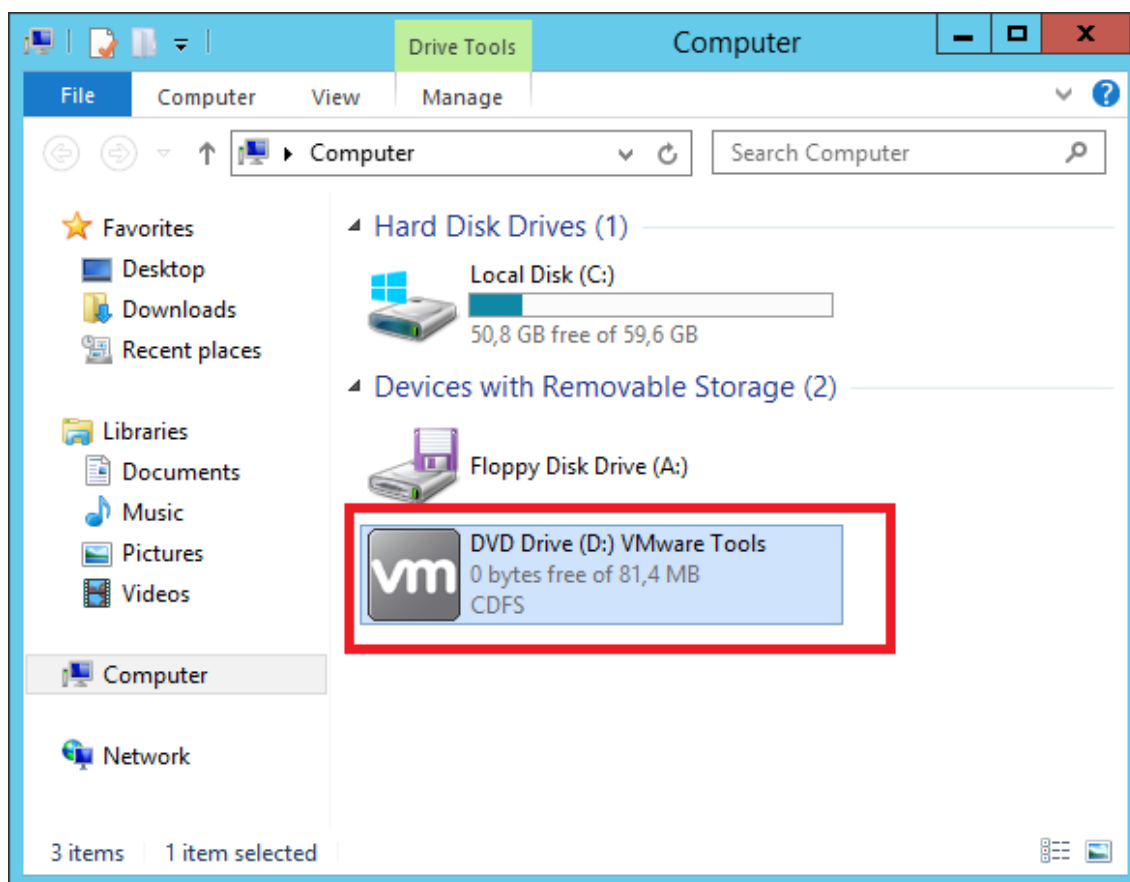 Drive Tools
Computer
x
File
Computer
View
Manage
?
Computer
Search Computer
Favorites
Desktop
Downloads
Recent places
Libraries
Documents
Music
Pictures
Videos
Computer
Network
Hard Disk Drives (1)
Local Disk (C:)
50,8 GB free of 59,6 GB
Devices with Removable Storage (2)
Floppy Disk Drive (A:)
vm
DVD Drive (D:) VMware Tools
0 bytes free of 81,4 MB
CDFS
3 items
1 item selected